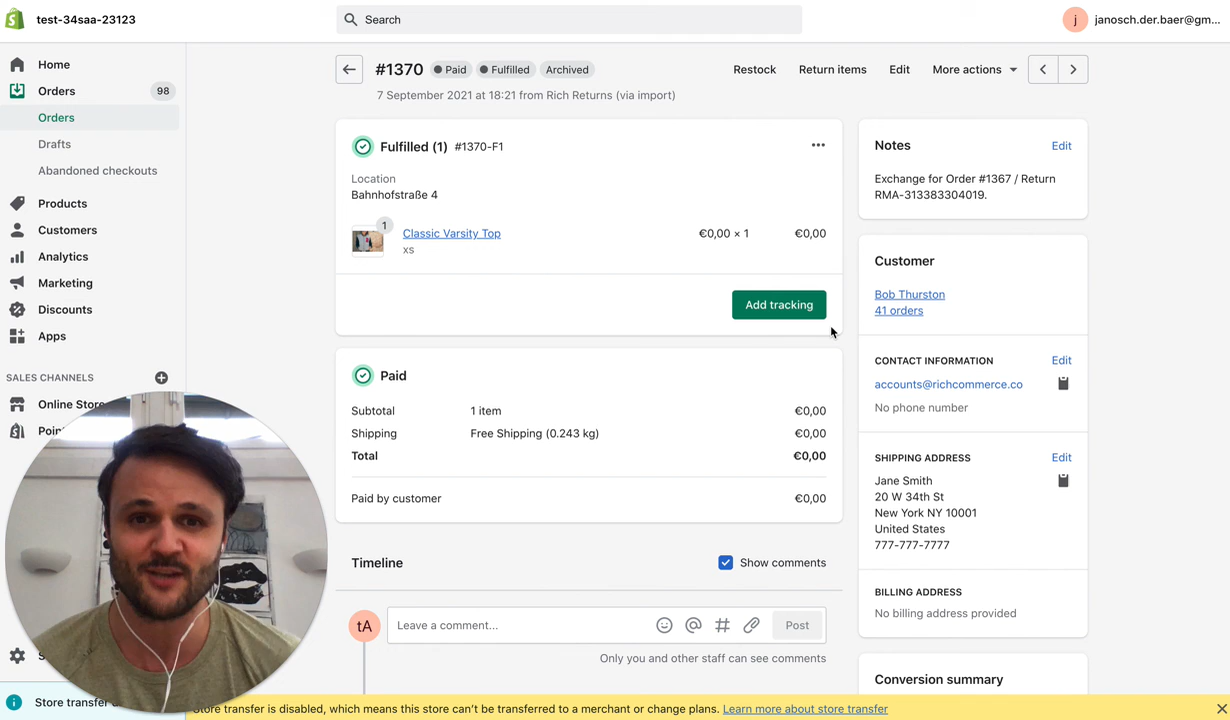 test-34saa-23123
Search
j
janosch.der.baer@gm...
Home
Orders
98
Orders
Drafts
Abandoned checkouts
Products
Customers
Analytics
Marketing
Discounts
Apps
SALES CHANNELS
Online Store
#1370
Paid
Fulfilled
Archived
Restock
Return items
Edit
More actions
7 September 2021 at 18:21 from Rich Returns (via import)
Fulfilled (1) #1370-F1
Location
Bahnhofstraße 4
1
Classic Varsity Top
€0,00 × 1
€0,00
xs
Add tracking
Paid
Subtotal 1 item €0,00
Shipping Free Shipping (0.243 kg) €0,00
Total €0,00
Paid by customer €0,00
Timeline
Show comments
tA
Leave a comment...
Post
Only you and other staff can see comments
Notes
Edit
Exchange for Order #1367 / Return
RMA-313383304019.
Customer
Bob Thurston
41 orders
CONTACT INFORMATION
Edit
accounts@richcommerce.co
No phone number
SHIPPING ADDRESS
Edit
Jane Smith
20 W 34th St
New York NY 10001
United States
777-777-7777
BILLING ADDRESS
No billing address provided
Conversion summary
Store transfer
Store transfer is disabled, which means this store can't be transferred to a merchant or change plans. Learn more about store transfer